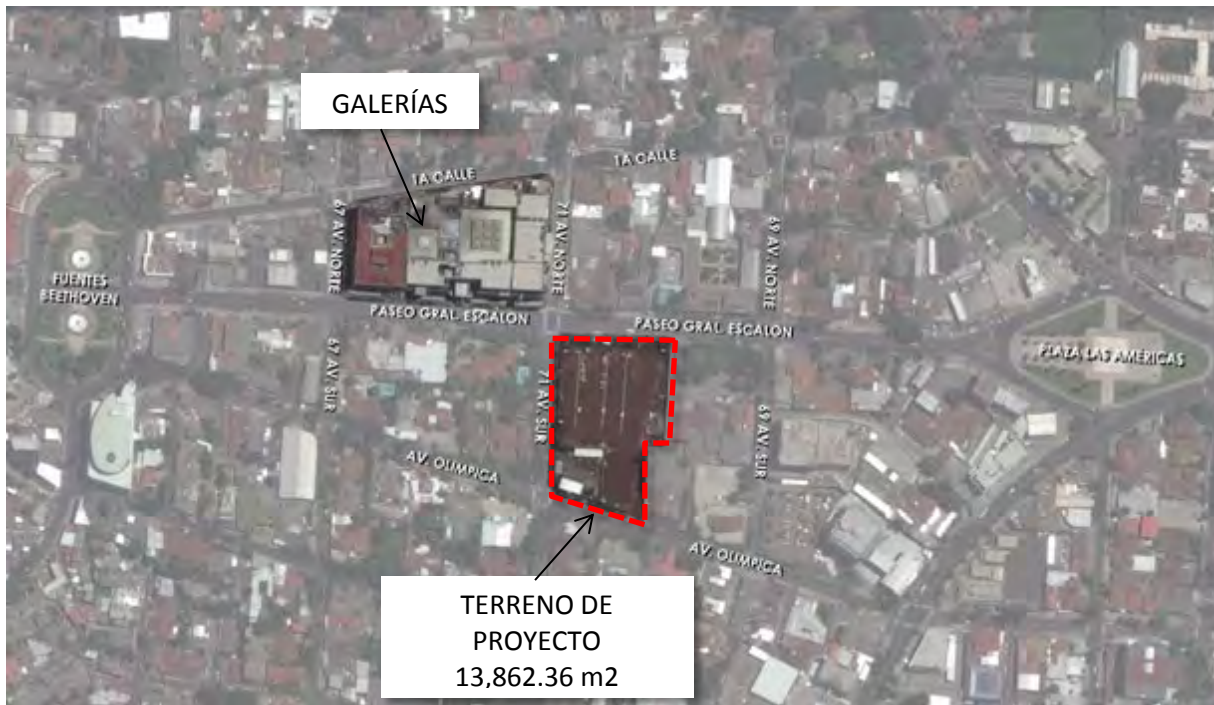 GALERÍAS
1A CALLE
1A CALLE
67 AV. NORTE
71 AV. NORTE
69 AV. NORTE
FUENTES
BEETHOVEN
PASEO GRAL. ESCALON
PASEO GRAL. ESCALON
PLAZA LAS AMÉRICAS
67 AV. SUR
71 AV. SUR
69 AV. SUR
AV. OLIMPICA
AV. OLIMPICA
TERRENO DE
PROYECTO
13,862.36 m2